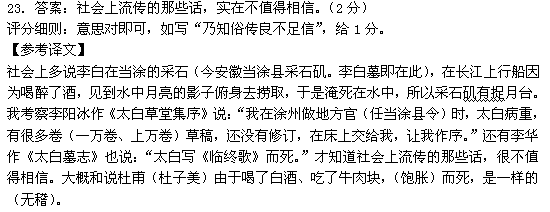 23. 答案：社会上流传的那些话，实在不值得相信。（2 分）
评分细则：意思对即可，如写“乃知俗传良不足信”，给 1 分。
【参考译文】
社会上多说李白在当涂的采石（今安徽当涂县采石矶。李白墓即在此），在长江上行船因
为喝醉了酒，见到水中月亮的影子俯身去捞取，于是淹死在水中，所以采石矶有捉月台。
我考察李阳冰作《太白草堂集序》说：“我在涂州做地方官（任当涂县令）时，太白病重，
有很多卷（一万卷、上万卷）草稿，还没有修订，在床上交给我，让我作序。”还有李华
作《太白墓志》也说：“太白写《临终歌》而死。”才知道社会上流传的那些话，很不值
得相信。大概和说杜甫（杜子美）由于喝了白酒、吃了牛肉块，（饱胀）而死，是一样的
（无稽）。